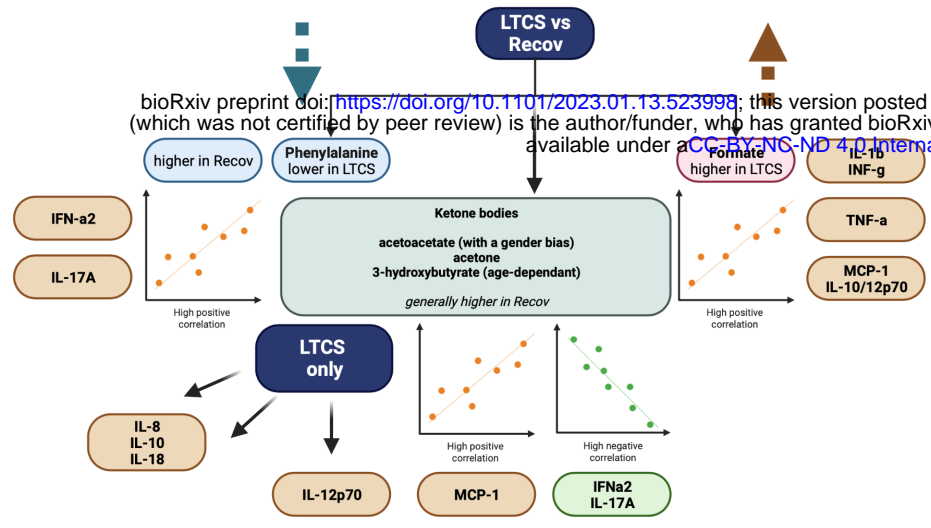 LTCS vs
Recov
bioRxiv preprint doi: https://doi.org/10.1101/2023.01.13.523998; this version posted
(which was not certified by peer review) is the author/funder, who has granted bioRxiv
available under aCC-BY-NC-ND 4.0 Interna
higher in Recov
Phenylalanine
lower in LTCS
Formate
higher in LTCS
IL-1b
INF-g
IFN-a2
IL-17A
High positive
correlation
Ketone bodies
acetoacetate (with a gender bias)
acetone
3-hydroxybutyrate (age-dependant)
generally higher in Recov
High positive
correlation
TNF-a
MCP-1
IL-10/12p70
LTCS
only
IL-8
IL-10
IL-18
IL-12p70
High positive
correlation
MCP-1
High negative
correlation
IFNa2
IL-17A